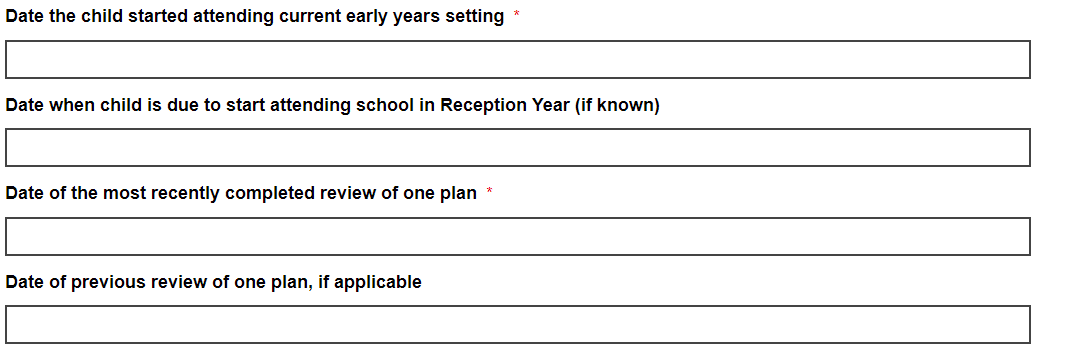 Date the child started attending current early years setting *
Date when child is due to start attending school in Reception Year (if known)
Date of the most recently completed review of one plan *
Date of previous review of one plan, if applicable